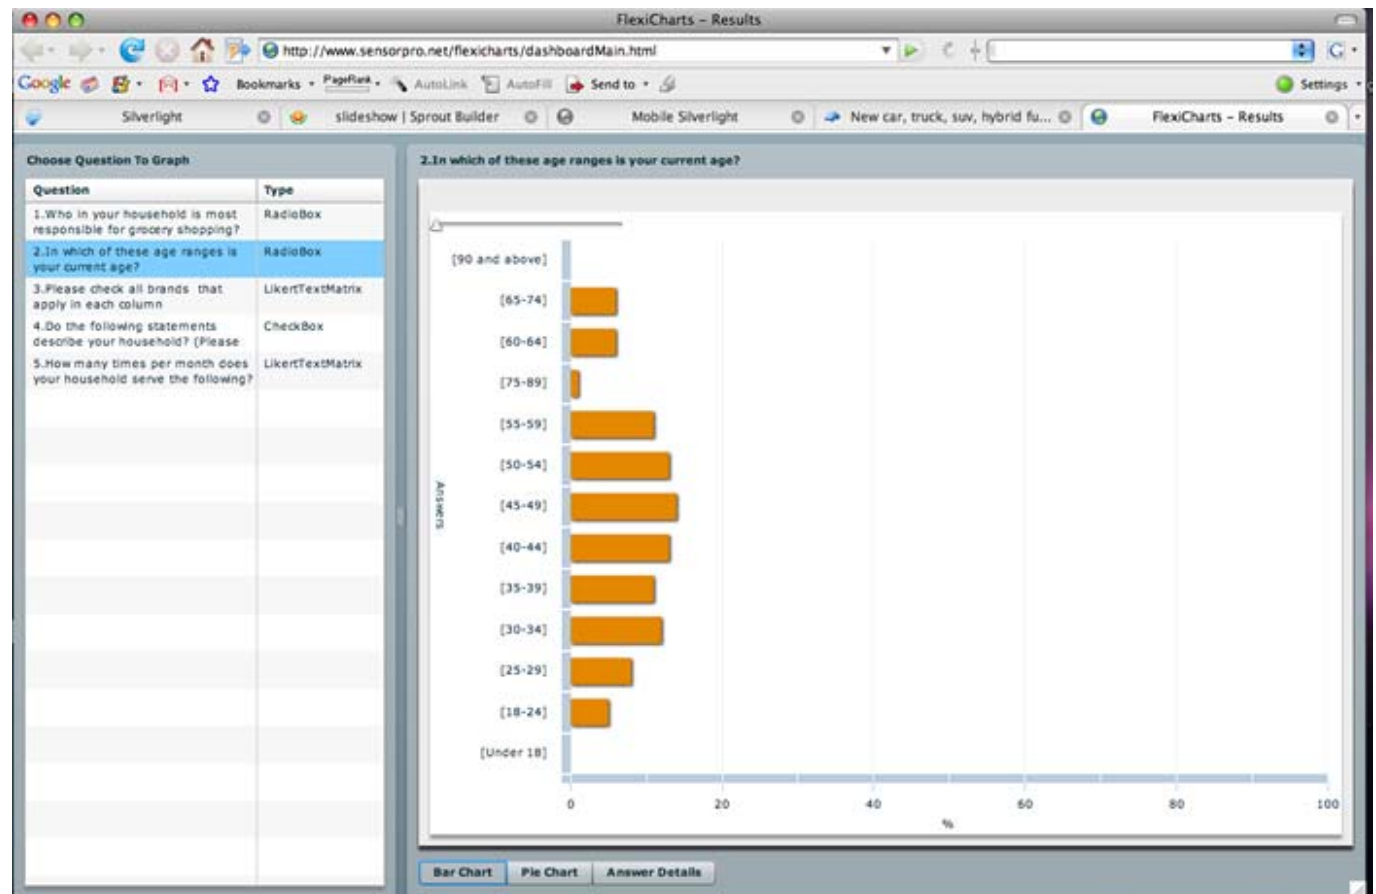 FlexiCharts – Results
http://www.sensorpro.net/flexicharts/dashboardMain.html
G
Google Bookmarks PageRank AutoLink AutoFill Send to Settings
Silverlight slideshow | Sprout Builder Mobile Silverlight New car, truck, suv, hybrid fu... FlexiCharts – Results
Choose Question To Graph
Question Type
1.Who in your household is most RadioBox
responsible for grocery shopping?
2.In which of these age ranges is RadioBox
your current age?
3.Please check all brands that LikertTextMatrix
apply in each column
4.Do the following statements CheckBox
describe your household? (Please
5.How many times per month does LikertTextMatrix
your household serve the following?
2.In which of these age ranges is your current age?
[90 and above]
[65-74]
[60-64]
[75-89]
[55-59]
[50-54]
[45-49]
[40-44]
[35-39]
[30-34]
[25-29]
[18-24]
[Under 18]
Answers
0 20 40 60 80 100
%
Bar Chart Pie Chart Answer Details